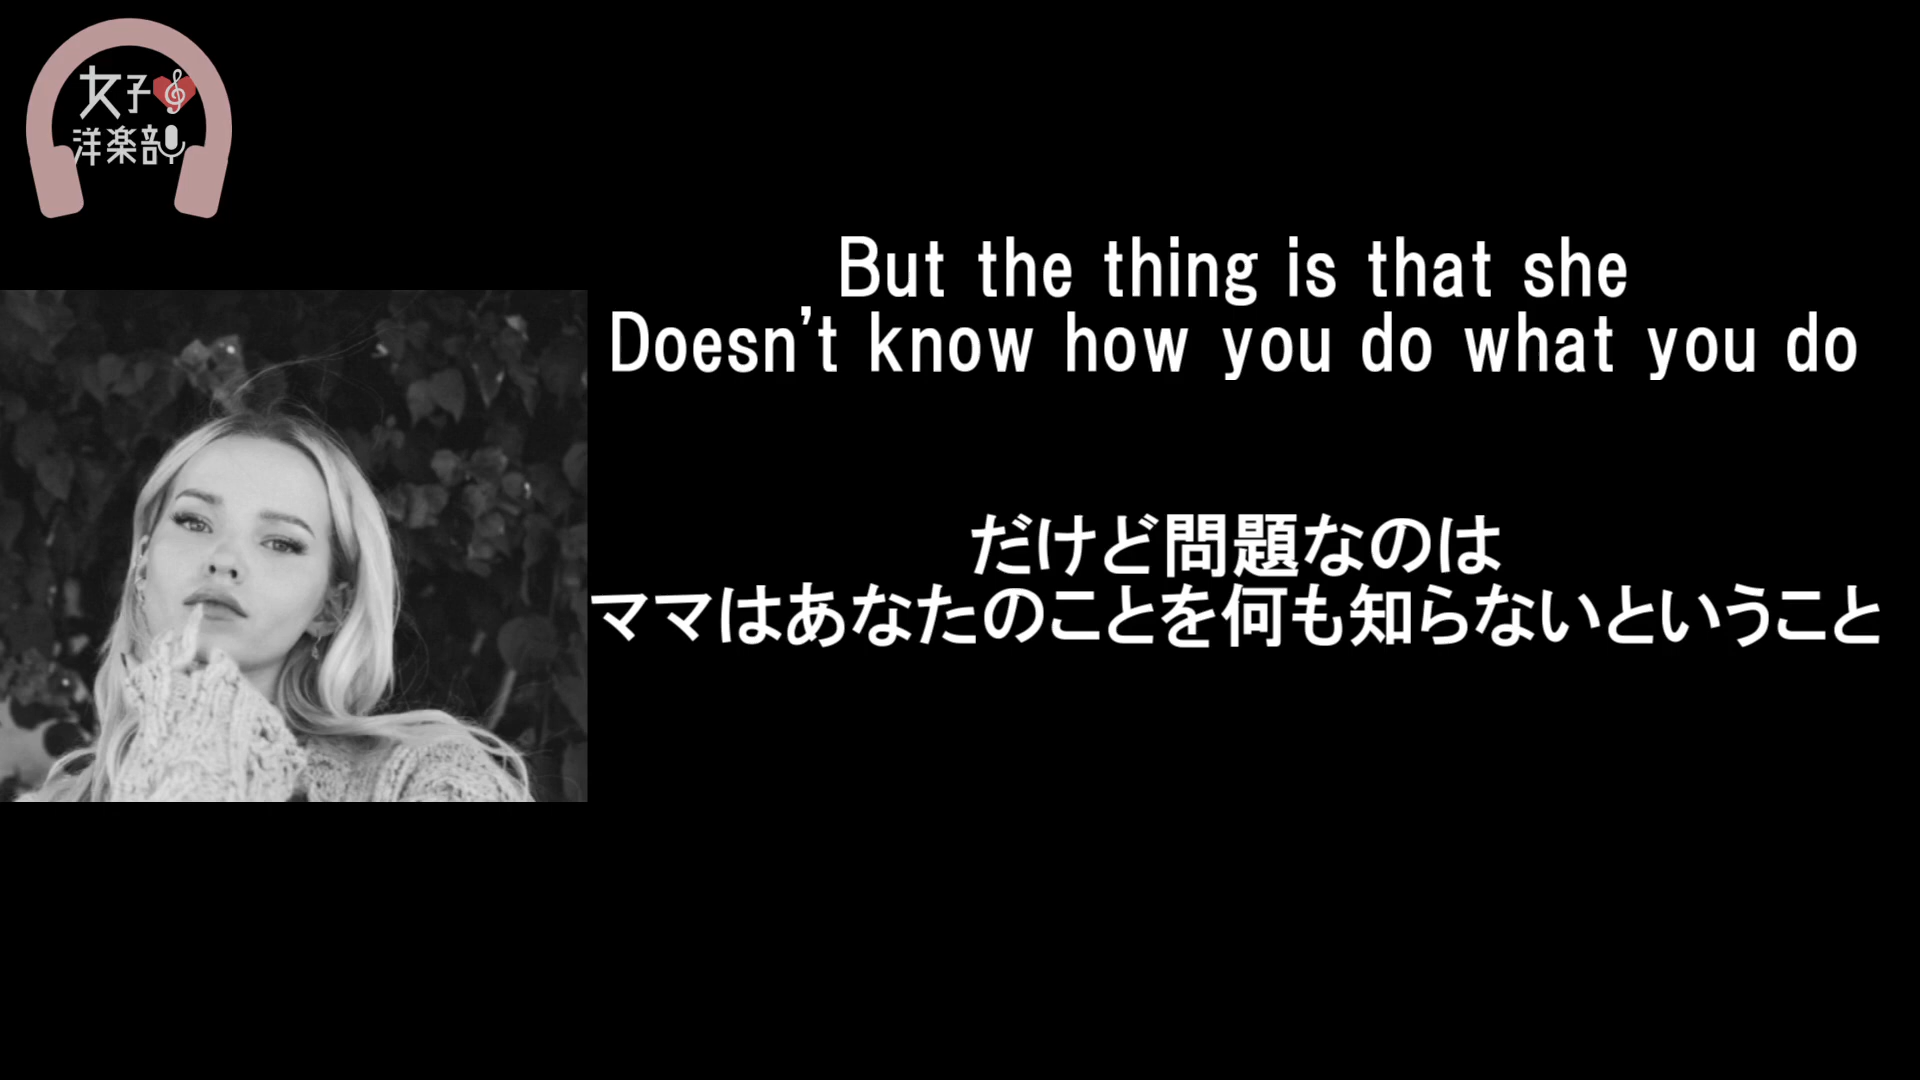 女子
洋楽部
But the thing is that she
Doesn't know how you do what you do
だけど問題なのは
ママはあなたのことを何も知らないということ